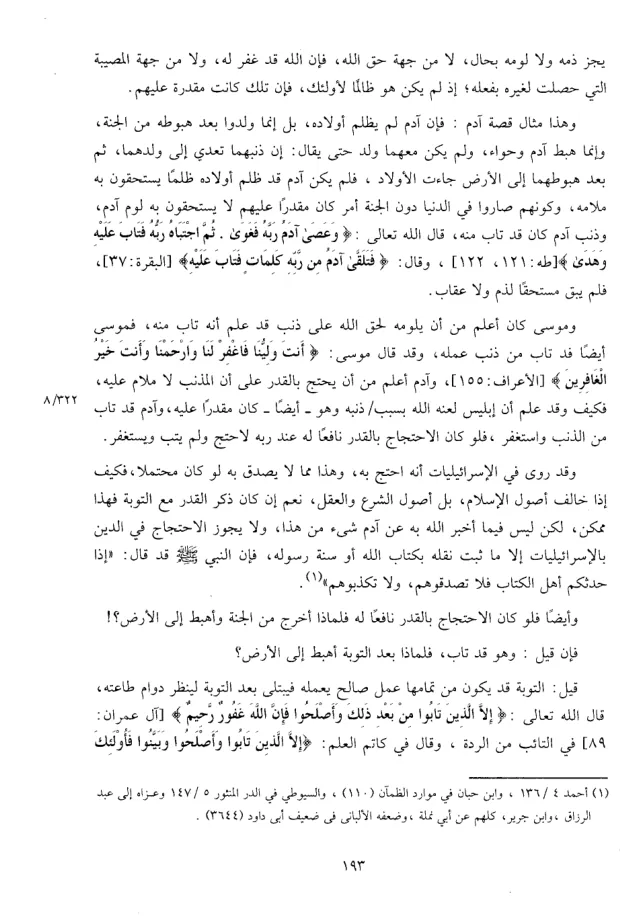 يجز ذمه ولا لومه بحال، لا من جهة حق الله، فإن الله قد غفر له، ولا من جهة المصيبة
التي حصلت لغيره بفعله؛ إذ لم يكن هو ظالمًا لأولئك، فإن تلك كانت مقدرة عليهم.
وهذا مثال قصة آدم : فإن آدم لم يظلم أولاده، بل إنما ولدوا بعد هبوطه من الجنة،
وإنما هبط آدم وحواء، ولم يكن معهما ولد حتى يقال: إن ذنبهما تعدي إلى ولدهما، ثم
بعد هبوطهما إلى الأرض جاءت الأولاد ، فلم يكن آدم قد ظلم أولاده ظلمًا يستحقون به
ملامه، وكونهم صاروا في الدنيا دون الجنة أمر كان مقدرًا عليهم لا يستحقون به لوم آدم،
وذنب آدم كان قد تاب منه، قال الله تعالى :﴿ وَعَصَىٰ آدَمُ رَبَّهُ فَغَوَىٰ . ثُمَّ اجْتَبَاهُ رَبُّهُ فَتَابَ عَلَيْهِ
وَهَدَىٰ ﴾[طه: ١٢١، ١٢٢] ، وقال: ﴿ فَتَلَقَّىٰ آدَمُ مِن رَّبِّهِ كَلِمَاتٍ فَتَابَ عَلَيْهِ﴾ [البقرة:٣٧]،
فلم يبق مستحقًا لذم ولا عقاب.
وموسى كان أعلم من أن يلومه لحق الله على ذنب قد علم أنه تاب منه، فموسى
أيضًا قد تاب من ذنب عمله، وقد قال موسى: ﴿ أَنتَ وَلِيُّنَا فَاغْفِرْ لَنَا وَارْحَمْنَا وَأَنتَ خَيْرُ
الْغَافِرِينَ ﴾ [الأعراف:١٥٥]، وآدم أعلم من أن يحتج بالقدر على أن المذنب لا ملام عليه،
فكيف وقد علم أن إبليس لعنه الله بسبب/ ذنبه وهو ـ أيضًا ـ كان مقدرًا عليه،وآدم قد تاب
٨/٣٢٢
من الذنب واستغفر ،فلو كان الاحتجاج بالقدر نافعًا له عند ربه لاحتج ولم يتب ويستغفر.
وقد روى في الإسرائيليات أنه احتج به، وهذا مما لا يصدق به لو كان محتملا،فكيف
إذا خالف أصول الإسلام، بل أصول الشرع والعقل، نعم إن كان ذكر القدر مع التوبة فهذا
ممكن، لكن ليس فيما أخبر الله به عن آدم شىء من هذا، ولا يجوز الاحتجاج في الدين
بالإسرائيليات إلا ما ثبت نقله بكتاب الله أو سنة رسوله، فإن النبي ﷺ قد قال: «إذا
حدثكم أهل الكتاب فلا تصدقوهم، ولا تكذبوهم»(١).
وأيضًا فلو كان الاحتجاج بالقدر نافعًا له فلماذا أخرج من الجنة وأهبط إلى الأرض؟!
فإن قيل : وهو قد تاب، فلماذا بعد التوبة أهبط إلى الأرض؟
قيل: التوبة قد يكون من تمامها عمل صالح يعمله فيبتلى بعد التوبة لينظر دوام طاعته،
قال الله تعالى :﴿ إِلاَّ الَّذِينَ تَابُوا مِنْ بَعْدِ ذَلِكَ وَأَصْلَحُوا فَإِنَّ اللَّهَ غَفُورٌ رَّحِيمٌ ﴾ [آل عمران:
٨٩] في التائب من الردة ، وقال في كاتم العلم: ﴿إِلاَّ الَّذِينَ تَابُوا وَأَصْلَحُوا وَبَيَّنُوا فَأُوْلَئِكَ
(١) أحمد ٤ /١٣٦ ، وابن حبان في موارد الظمآن (١١٠) ، والسيوطي في الدر المنثور ٥ /١٤٧ وعزاه إلى عبد
الرزاق ،وابن جرير، كلهم عن أبي نملة ،وضعفه الألبانى فى ضعيف أبى داود (٣٦٤٤) .
١٩٣